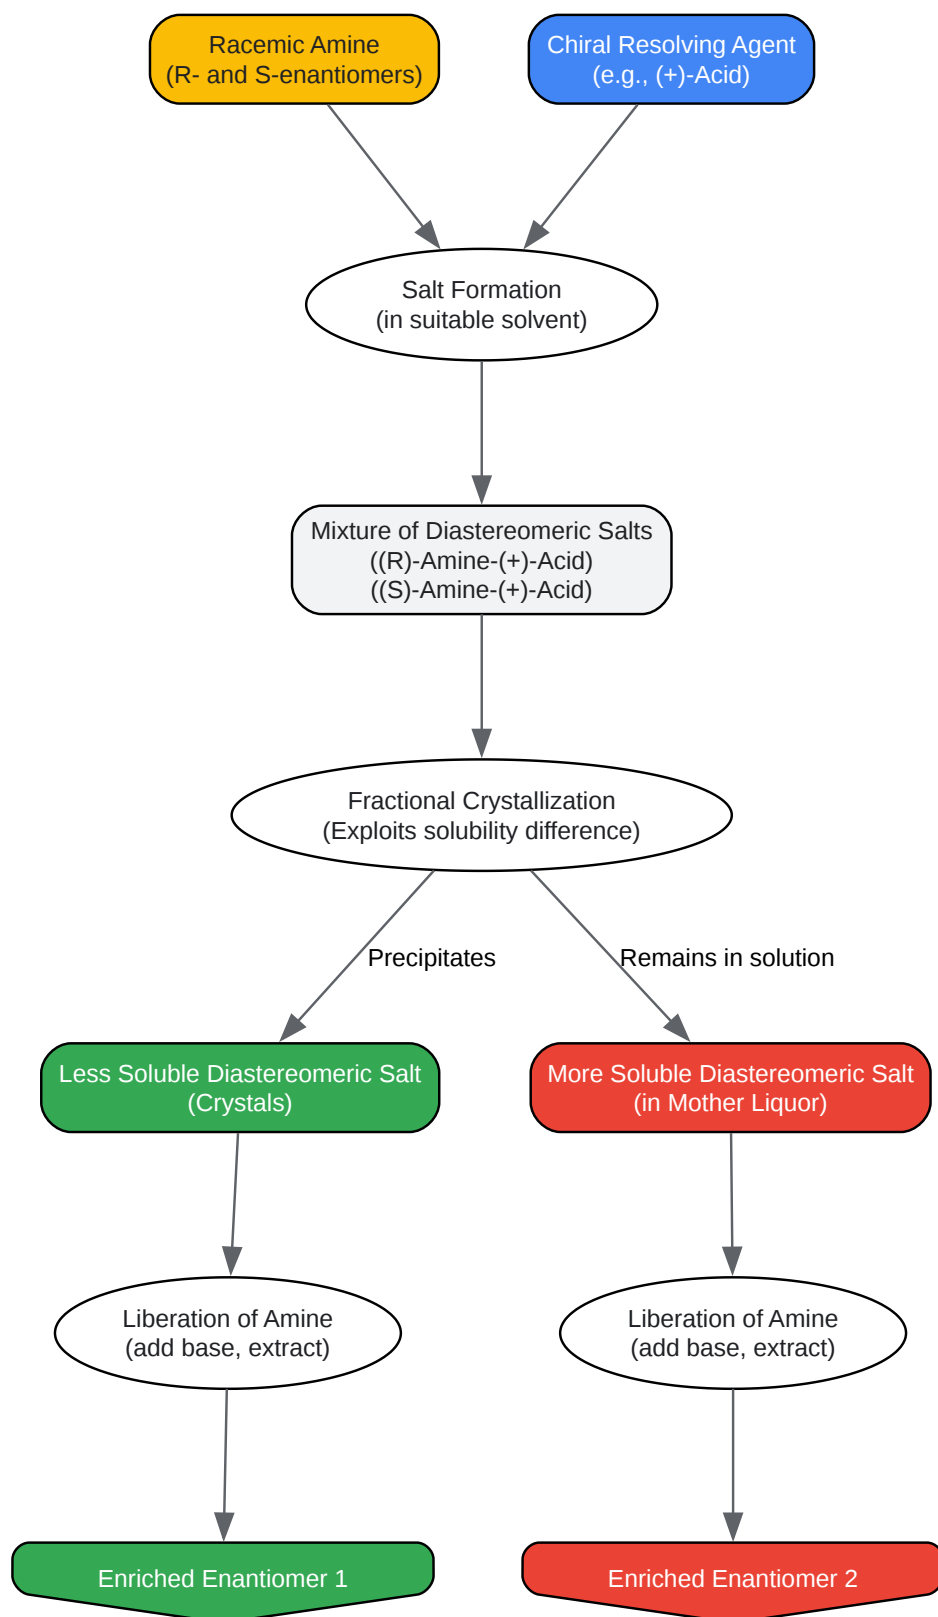 Racemic Amine
(R- and S-enantiomers)
Chiral Resolving Agent
(e.g., (+)-Acid)
Salt Formation
(in suitable solvent)
Mixture of Diastereomeric Salts
((R)-Amine-(+)-Acid)
((S)-Amine-(+)-Acid)
Fractional Crystallization
(Exploits solubility difference)
Precipitates
Remains in solution
Less Soluble Diastereomeric Salt
(Crystals)
More Soluble Diastereomeric Salt
(in Mother Liquor)
Liberation of Amine
(add base, extract)
Liberation of Amine
(add base, extract)
Enriched Enantiomer 1
Enriched Enantiomer 2